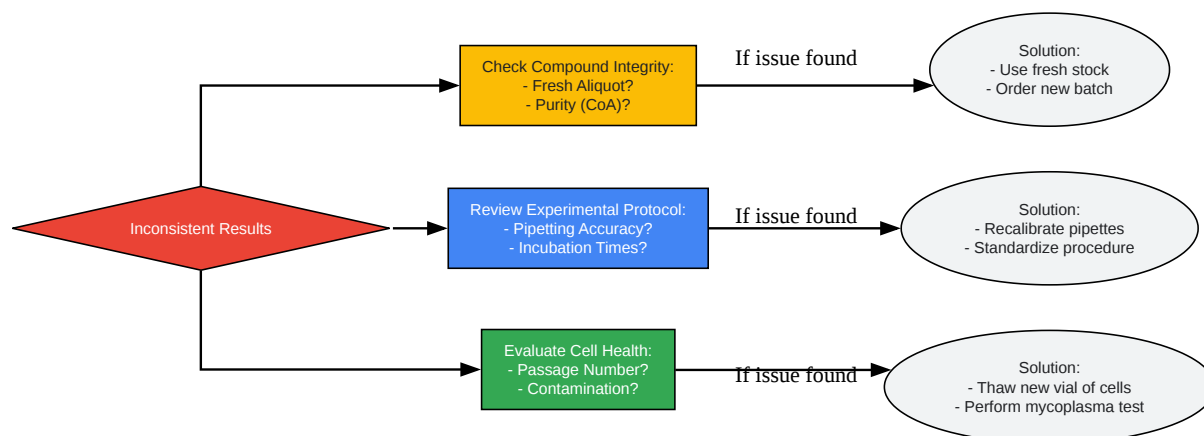 Inconsistent Results
Check Compound Integrity:
- Fresh Aliquot?
- Purity (CoA)?
If issue found
Solution:
- Use fresh stock
- Order new batch
Review Experimental Protocol:
- Pipetting Accuracy?
- Incubation Times?
If issue found
Solution:
- Recalibrate pipettes
- Standardize procedure
Evaluate Cell Health:
- Passage Number?
- Contamination?
If issue found
Solution:
- Thaw new vial of cells
- Perform mycoplasma test